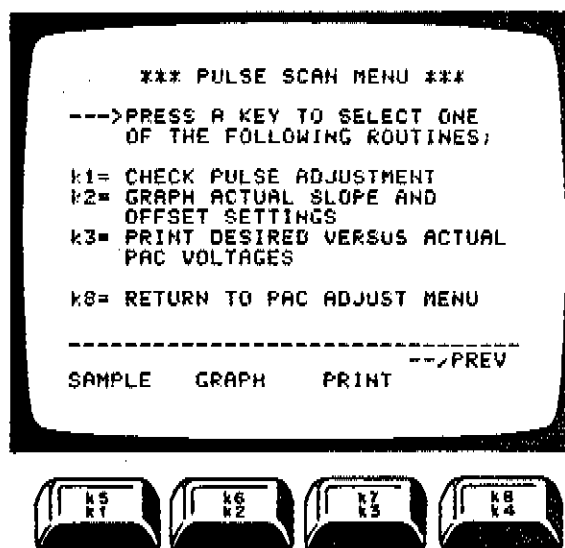 *** PULSE SCAN MENU ***
--->PRESS A KEY TO SELECT ONE
OF THE FOLLOWING ROUTINES;
k1= CHECK PULSE ADJUSTMENT
k2= GRAPH ACTUAL SLOPE AND
OFFSET SETTINGS
k3= PRINT DESIRED VERSUS ACTUAL
PAC VOLTAGES
k8= RETURN TO PAC ADJUST MENU
--/PREV
SAMPLE GRAPH PRINT
k5 k6 k7 k8
k1 k2 k3 k4